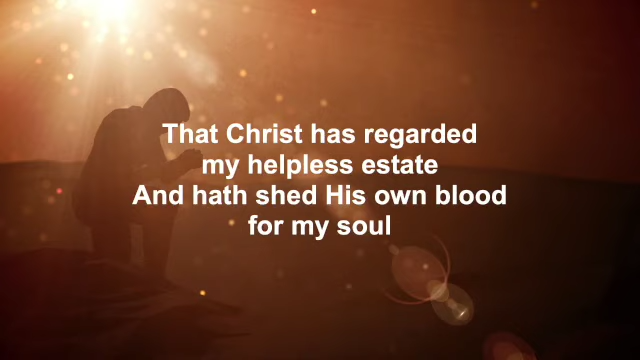 That Christ has regarded
my helpless estate
And hath shed His own blood
for my soul